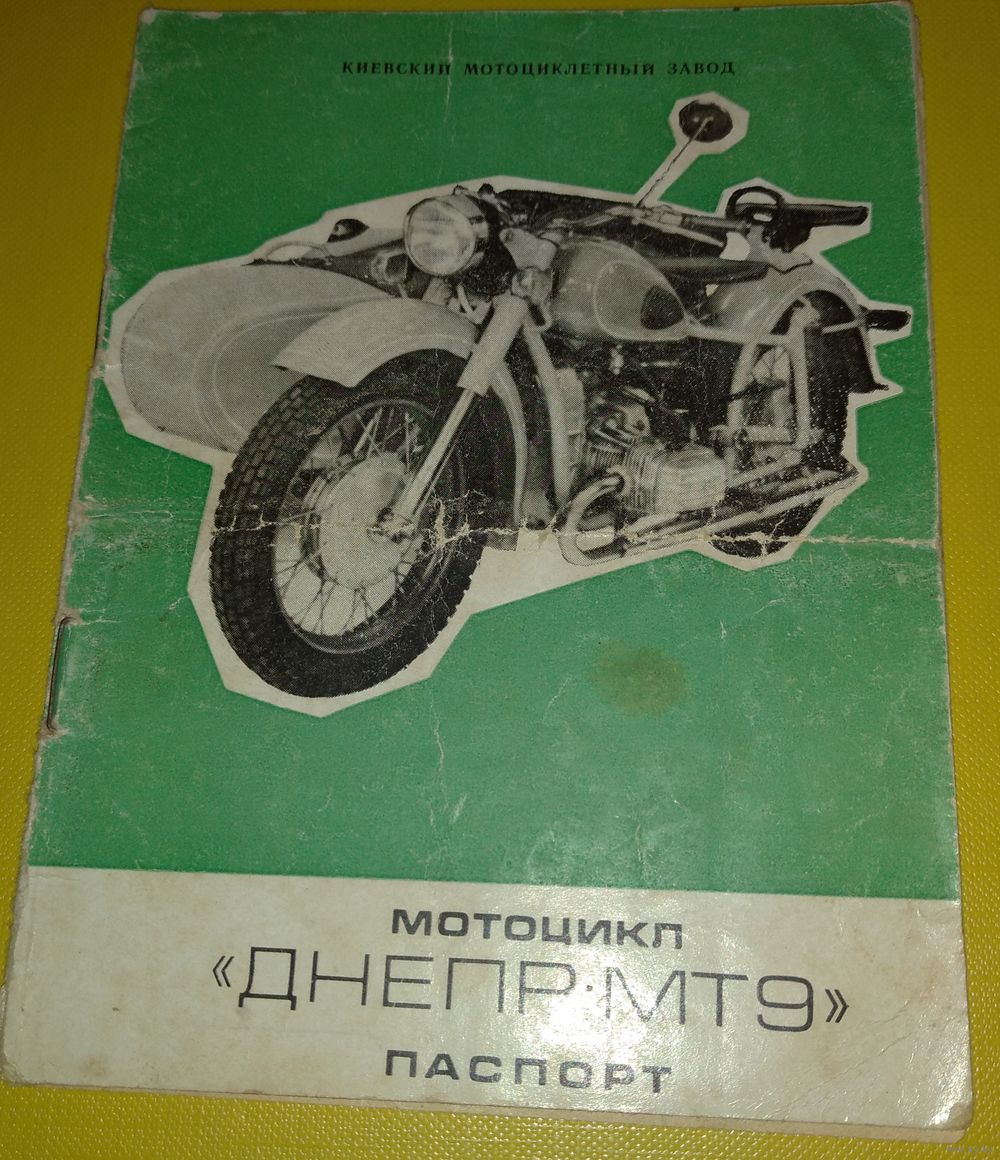 КИЕВСКИЙ МОТОЦИКЛЕТНЫЙ ЗАВОД
МОТОЦИКЛ
«ДНЕПР·МТ9»
ПАСПОРТ